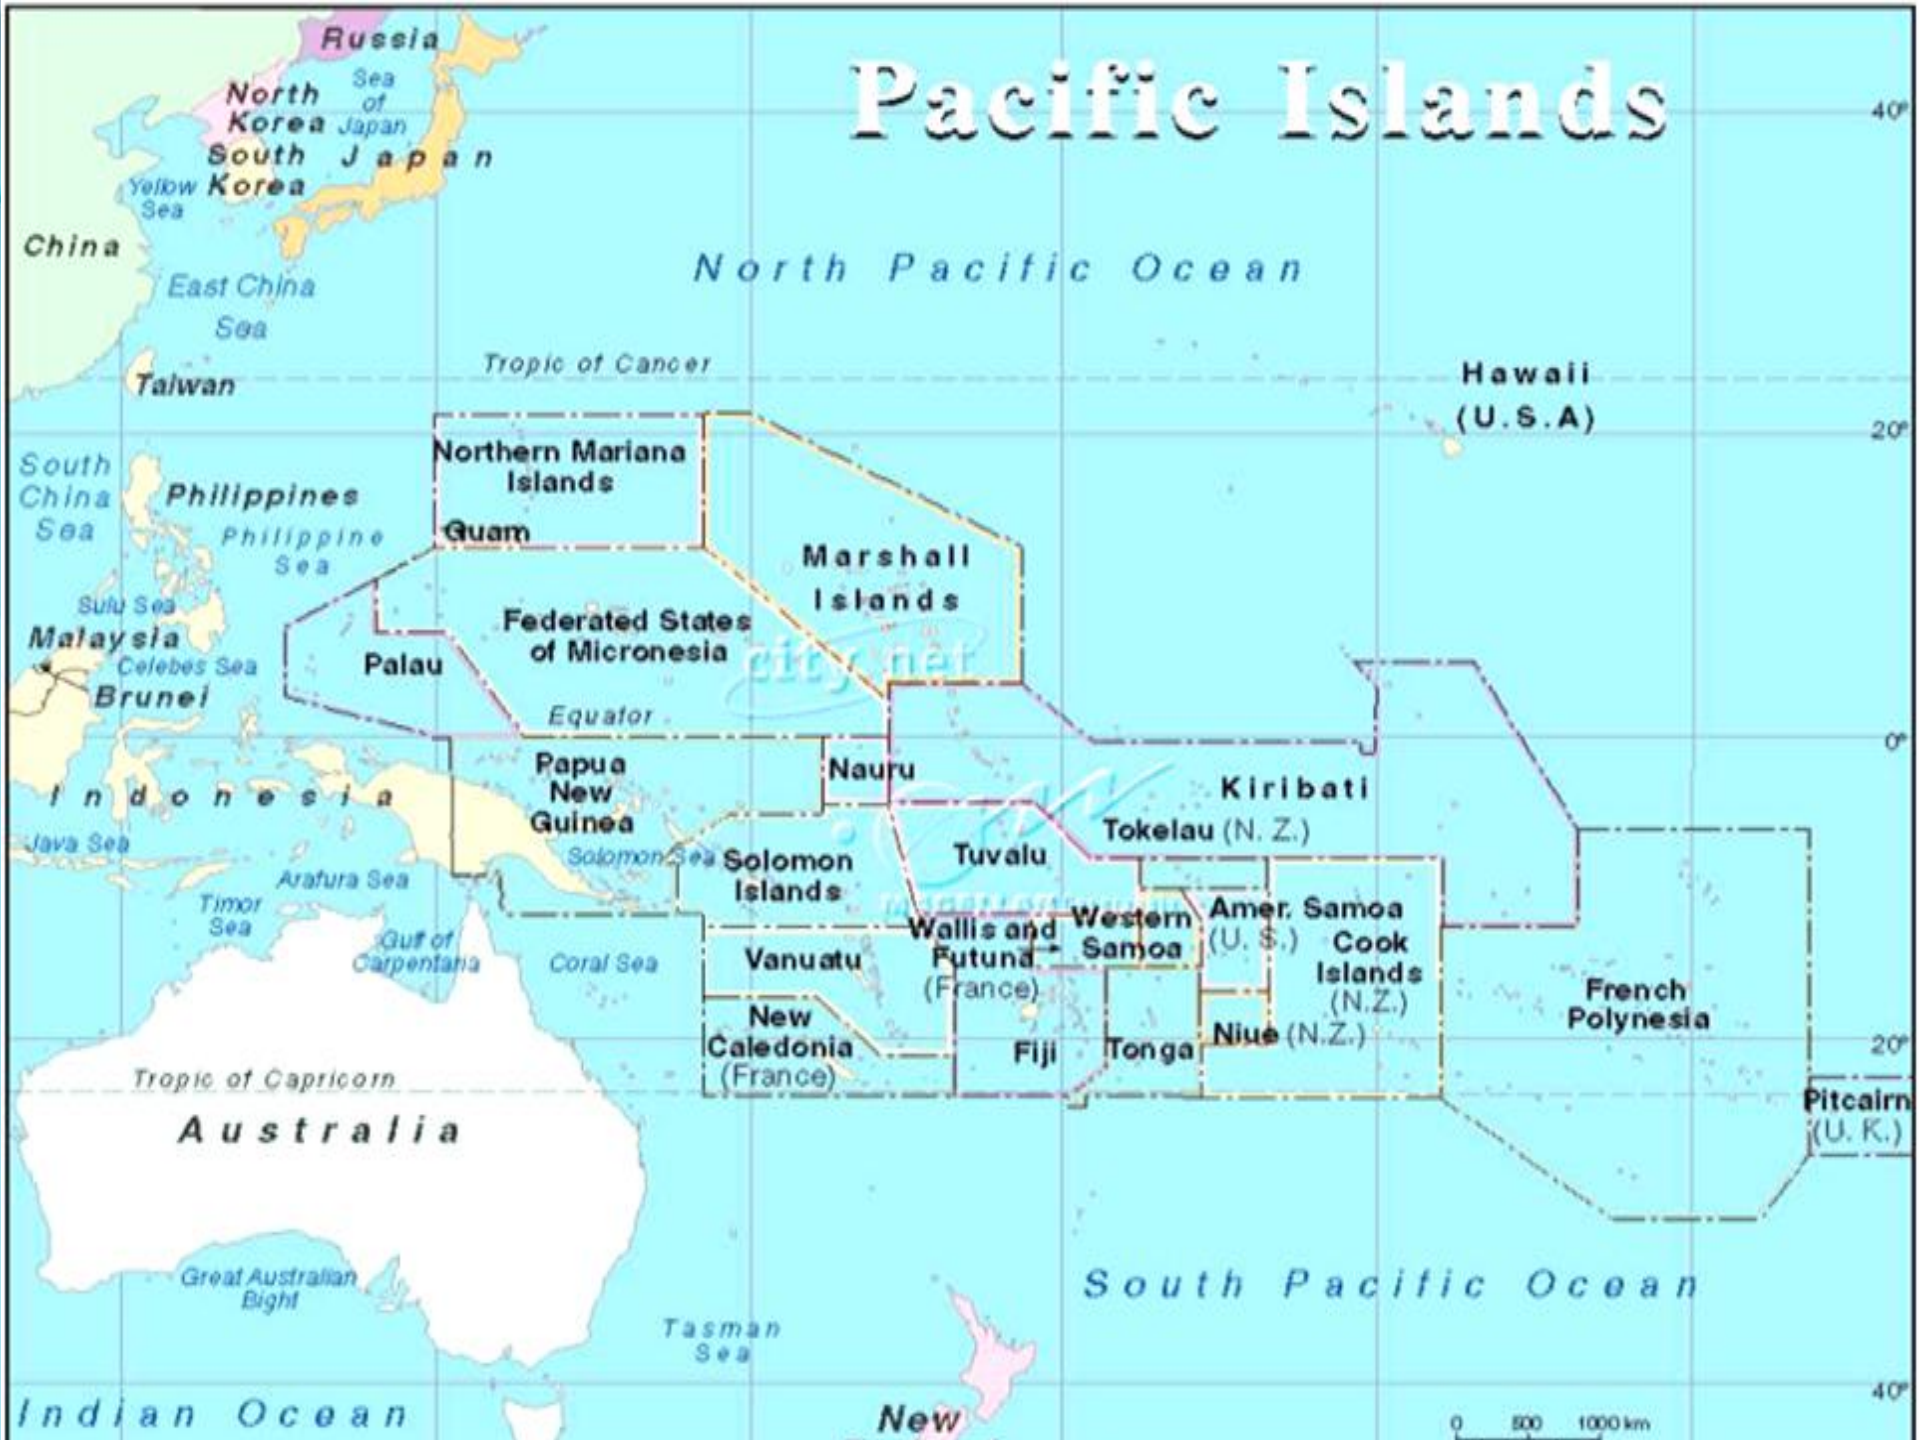 Pacific Islands
Russia
Sea
of
Japan
North
Korea
South
Korea
Japan
Yellow
Sea
China
East China
Sea
North Pacific Ocean
Tropic of Cancer
Taiwan
Hawaii
(U.S.A)
40°
20°
0°
20°
40°
South
China
Sea
Philippines
Philippine
Sea
Northern Mariana
Islands
Guam
Marshall
Islands
Sulu Sea
Malaysia
Celebes Sea
Brunei
Palau
Federated States
of Micronesia
city.net
Equator
Indonesia
Papua
New
Guinea
Nauru
Kiribati
Tokelau (N. Z.)
Java Sea
Arafura Sea
Timor
Sea
Solomon Sea
Solomon
Islands
Tuvalu
Gulf of
Carpentaria
Coral Sea
Vanuatu
Wallis and
Futuna
(France)
Western
Samoa
Amer. Samoa
(U. S.)
Cook
Islands
(N.Z.)
French
Polynesia
New
Caledonia
(France)
Fiji
Tonga
Niue (N.Z.)
Tropic of Capricorn
Australia
Pitcairn
(U. K.)
Great Australian
Bight
South Pacific Ocean
Tasman
Sea
Indian Ocean
New
0 500 1000 km